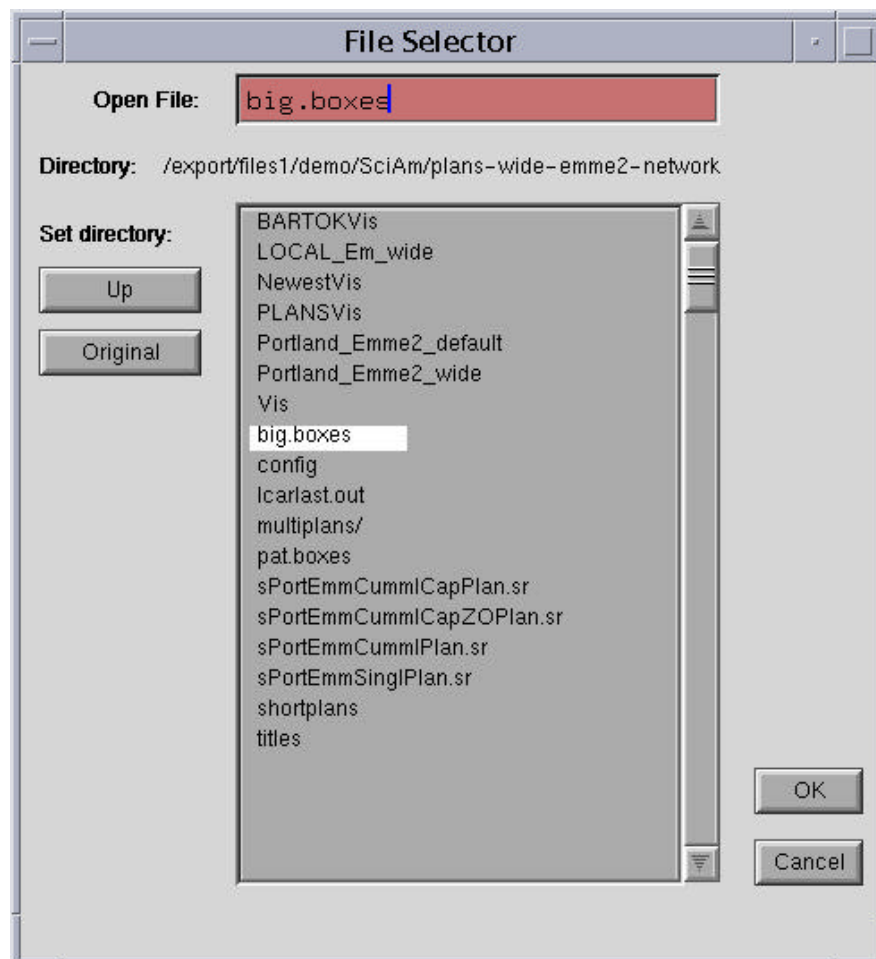 File Selector
Open File: big.boxes
Directory: /export/files1/demo/SciAm/plans-wide-emme2-network
Set directory:
Up
Original
BARTOKVis
LOCAL_Em_wide
NewestVis
PLANSVis
Portland_Emme2_default
Portland_Emme2_wide
Vis
big.boxes
config
lcarlast.out
multiplans/
pat.boxes
sPortEmmCummlCapPlan.sr
sPortEmmCummlCapZOPlan.sr
sPortEmmCummlPlan.sr
sPortEmmSinglPlan.sr
shortplans
titles
OK
Cancel